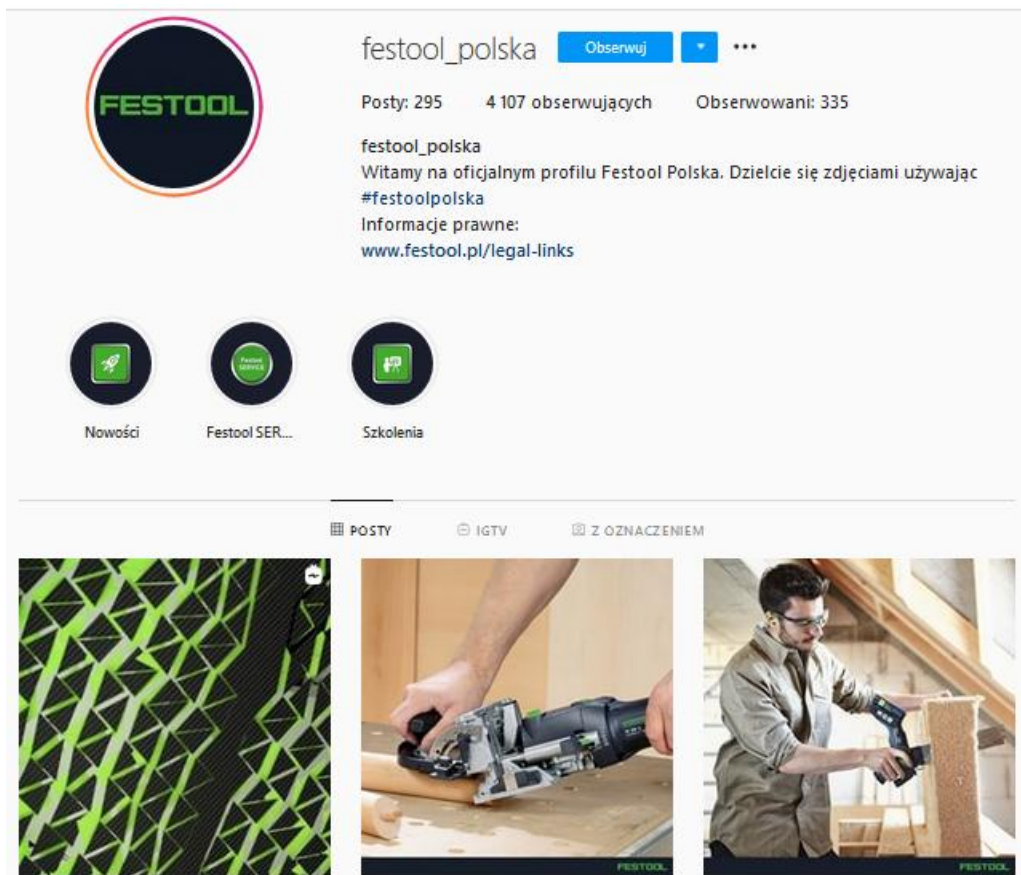 FESTOOL
festool_polska Obserwuj
Posty: 295 4 107 obserwujących Obserwowani: 335
festool_polska
Witamy na oficjalnym profilu Festool Polska. Dzielcie się zdjęciami używając
#festoolpolska
Informacje prawne:
www.festool.pl/legal-links
Festool
SERVICE
Nowości Festool SER... Szkolenia
POSTY IGTV Z OZNACZENIEM
FESTOOL FESTOOL